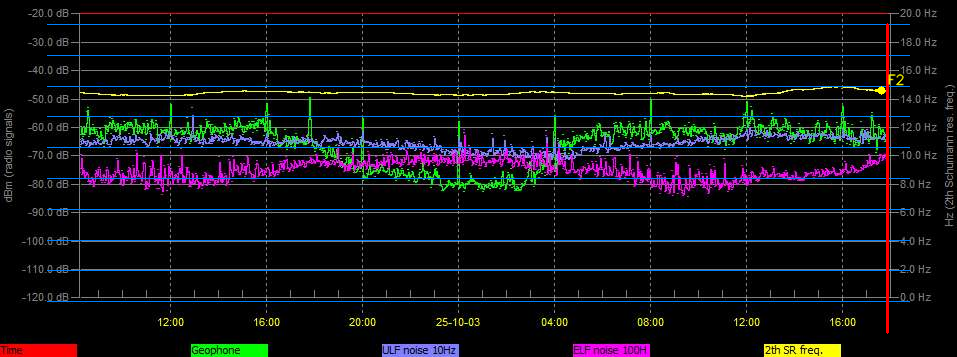 -20.0 dB 20.0 Hz
-30.0 dB 18.0 Hz
-40.0 dB 16.0 Hz
F2
-50.0 dB 14.0 Hz
-60.0 dB 12.0 Hz
-70.0 dB 10.0 Hz
-80.0 dB 8.0 Hz
-90.0 dB 6.0 Hz
-100.0 dB 4.0 Hz
-110.0 dB 2.0 Hz
-120.0 dB 0.0 Hz
dBm (radio signals)
Hz (2th Schumann res. freq.)
12:00 16:00 20:00 25-10-03 04:00 08:00 12:00 16:00
Time Geophone ULF noise 10Hz ELF noise 100H 2th SR freq.